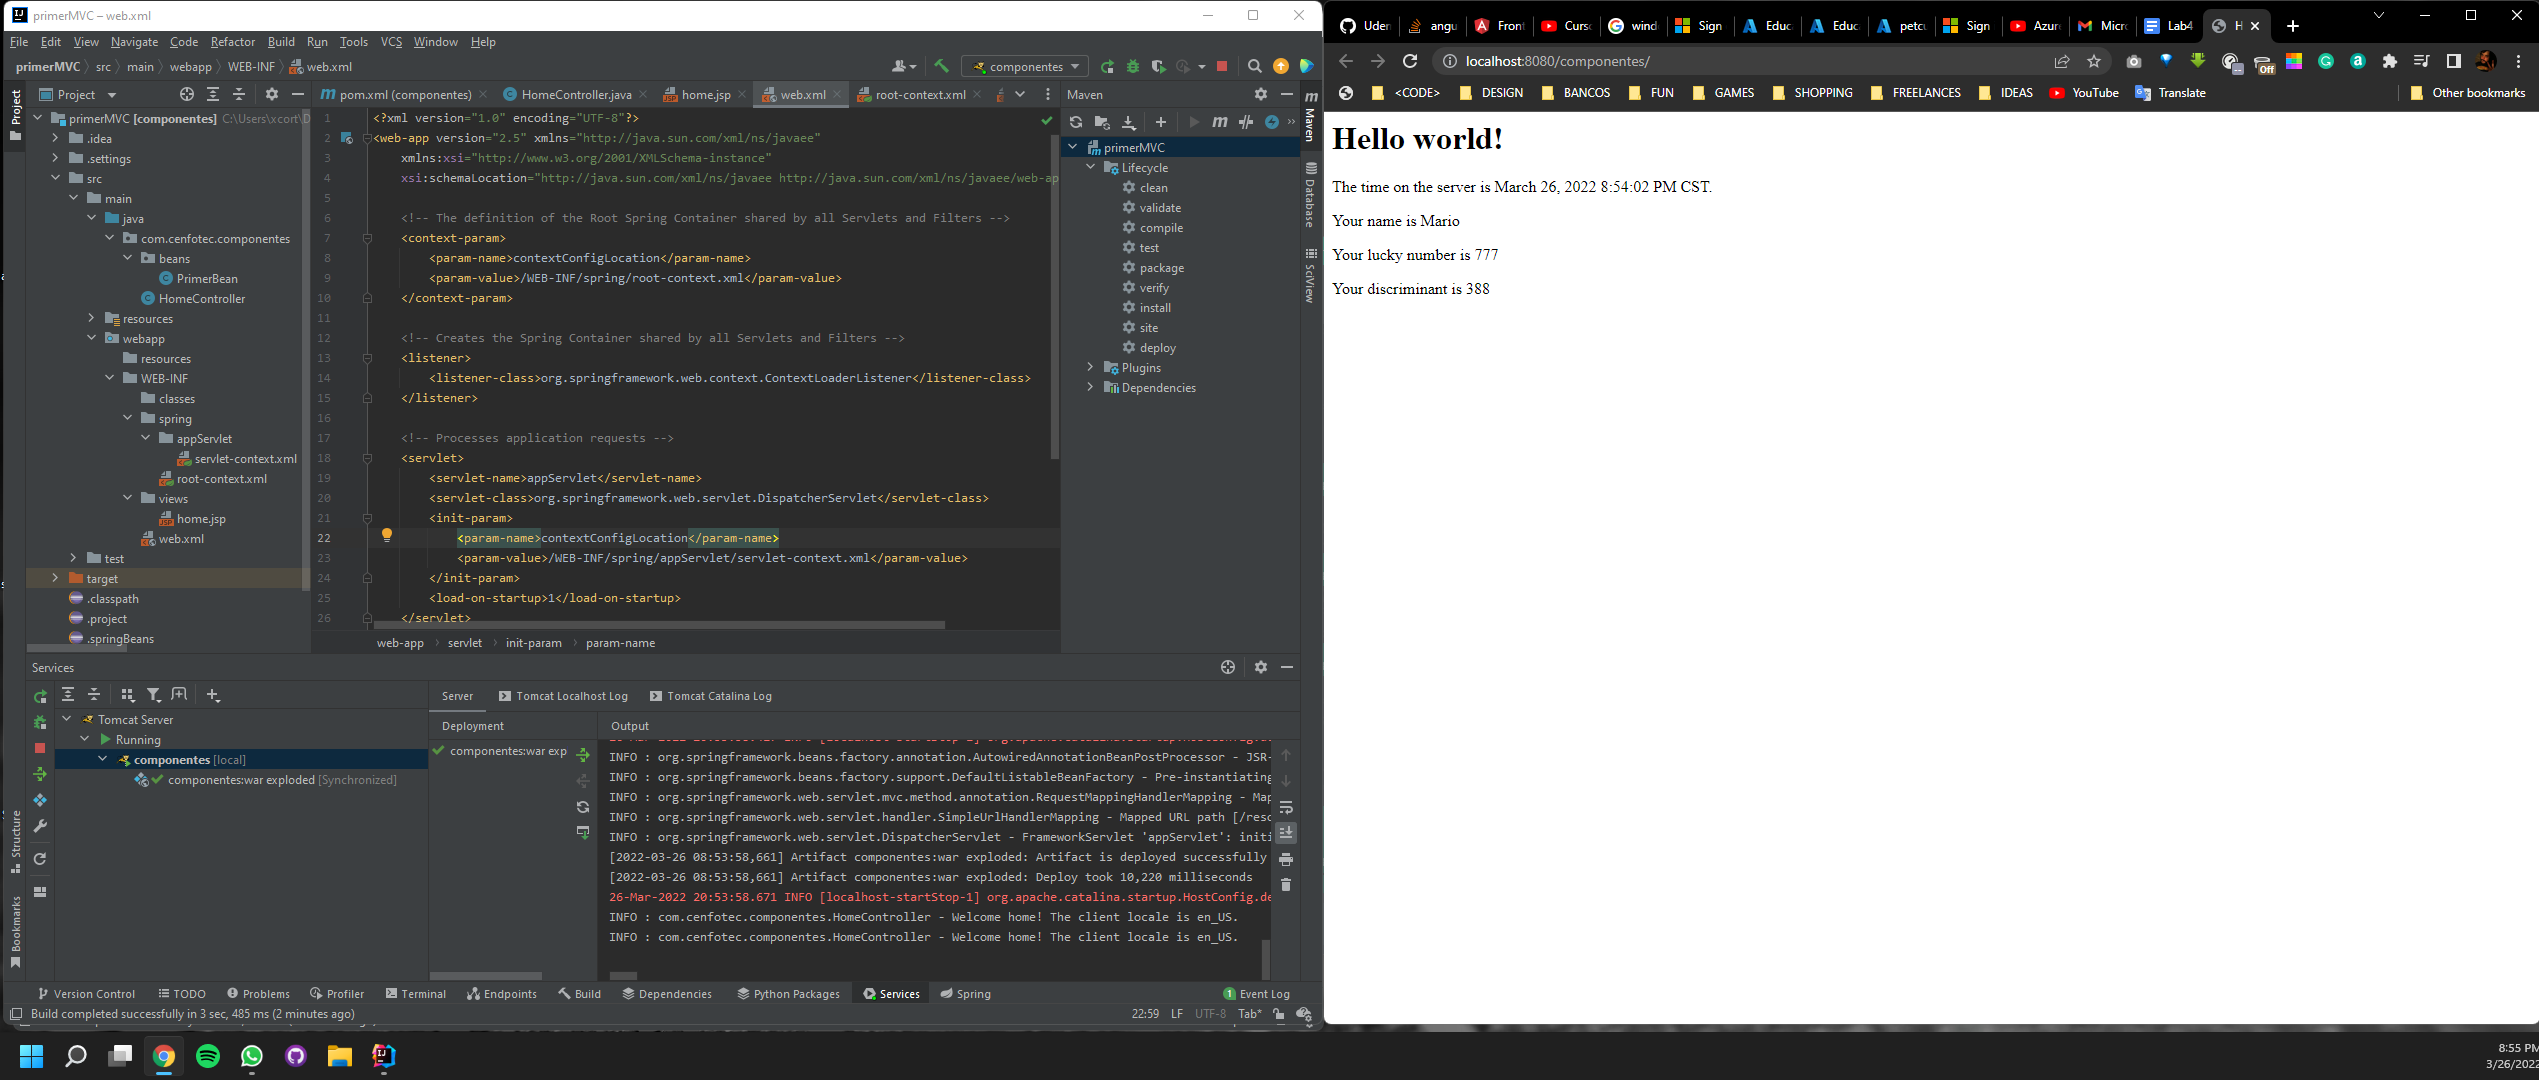 primerMVC – web.xml
File Edit View Navigate Code Refactor Build Run Tools VCS Window Help
primerMVC src main webapp WEB-INF web.xml
componentes
Project
pom.xml (componentes) HomeController.java home.jsp web.xml root-context.xml
Maven
Project
primerMVC [componentes] C:\Users\xcort\D
.idea
.settings
src
main
java
com.cenfotec.componentes
beans
PrimerBean
HomeController
resources
webapp
resources
WEB-INF
classes
spring
appServlet
servlet-context.xml
root-context.xml
views
home.jsp
web.xml
test
target
.classpath
.project
.springBeans
1 <?xml version="1.0" encoding="UTF-8"?>
2 <web-app version="2.5" xmlns="http://java.sun.com/xml/ns/javaee"
3 xmlns:xsi="http://www.w3.org/2001/XMLSchema-instance"
4 xsi:schemaLocation="http://java.sun.com/xml/ns/javaee http://java.sun.com/xml/ns/javaee/web-ap
5
6 <!-- The definition of the Root Spring Container shared by all Servlets and Filters -->
7 <context-param>
8 <param-name>contextConfigLocation</param-name>
9 <param-value>/WEB-INF/spring/root-context.xml</param-value>
10 </context-param>
11
12 <!-- Creates the Spring Container shared by all Servlets and Filters -->
13 <listener>
14 <listener-class>org.springframework.web.context.ContextLoaderListener</listener-class>
15 </listener>
16
17 <!-- Processes application requests -->
18 <servlet>
19 <servlet-name>appServlet</servlet-name>
20 <servlet-class>org.springframework.web.servlet.DispatcherServlet</servlet-class>
21 <init-param>
22 <param-name>contextConfigLocation</param-name>
23 <param-value>/WEB-INF/spring/appServlet/servlet-context.xml</param-value>
24 </init-param>
25 <load-on-startup>1</load-on-startup>
26 </servlet>
web-app servlet init-param param-name
primerMVC
Lifecycle
clean
validate
compile
test
package
verify
install
site
deploy
Plugins
Dependencies
Maven
Database
SciView
Services
Tomcat Server
Running
componentes [local]
componentes:war exploded [Synchronized]
Server Tomcat Localhost Log Tomcat Catalina Log
Deployment Output
componentes:war exp
INFO : org.springframework.beans.factory.annotation.AutowiredAnnotationBeanPostProcessor - JSR-
INFO : org.springframework.beans.factory.support.DefaultListableBeanFactory - Pre-instantiating
INFO : org.springframework.web.servlet.mvc.method.annotation.RequestMappingHandlerMapping - Map
INFO : org.springframework.web.servlet.handler.SimpleUrlHandlerMapping - Mapped URL path [/reso
INFO : org.springframework.web.servlet.DispatcherServlet - FrameworkServlet 'appServlet': initi
[2022-03-26 08:53:58,661] Artifact componentes:war exploded: Artifact is deployed successfully
[2022-03-26 08:53:58,661] Artifact componentes:war exploded: Deploy took 10,220 milliseconds
26-Mar-2022 20:53:58.671 INFO [localhost-startStop-1] org.apache.catalina.startup.HostConfig.de
INFO : com.cenfotec.componentes.HomeController - Welcome home! The client locale is en_US.
INFO : com.cenfotec.componentes.HomeController - Welcome home! The client locale is en_US.
Structure
Bookmarks
Version Control TODO Problems Profiler Terminal Endpoints Build Dependencies Python Packages Services Spring 1 Event Log
Build completed successfully in 3 sec, 485 ms (2 minutes ago) 22:59 LF UTF-8 Tab*
Uden angu Front Curso wind Sign Educ Educ petcu Sign Azure Micro Lab4 H
localhost:8080/componentes/
Off
<CODE> DESIGN BANCOS FUN GAMES SHOPPING FREELANCES IDEAS YouTube Translate Other bookmarks
Hello world!
The time on the server is March 26, 2022 8:54:02 PM CST.
Your name is Mario
Your lucky number is 777
Your discriminant is 388
8:55 PM
3/26/2022